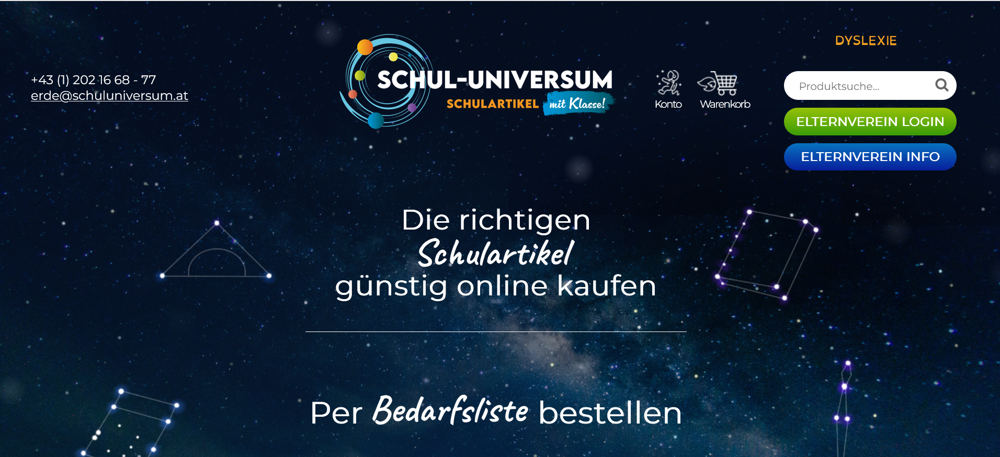 DYSLEXIE
+43 (1) 202 16 68 - 77
erde@schuluniversum.at
SCHUL-UNIVERSUM
SCHULARTIKEL mit Klasse!
Konto
Warenkorb
Produktsuche...
ELTERNVEREIN LOGIN
ELTERNVEREIN INFO
Die richtigen
Schulartikel
günstig online kaufen
Per Bedarfsliste bestellen